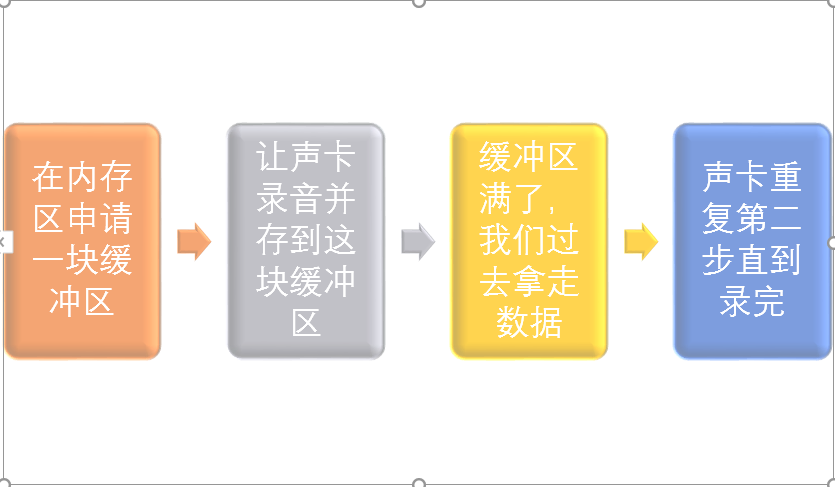 在内存
区申请
一块缓
冲区
让声卡
录音并
存到这
块缓冲
区
缓冲区
满了，
我们过
去拿走
数据
声卡重
复第二
步直到
录完